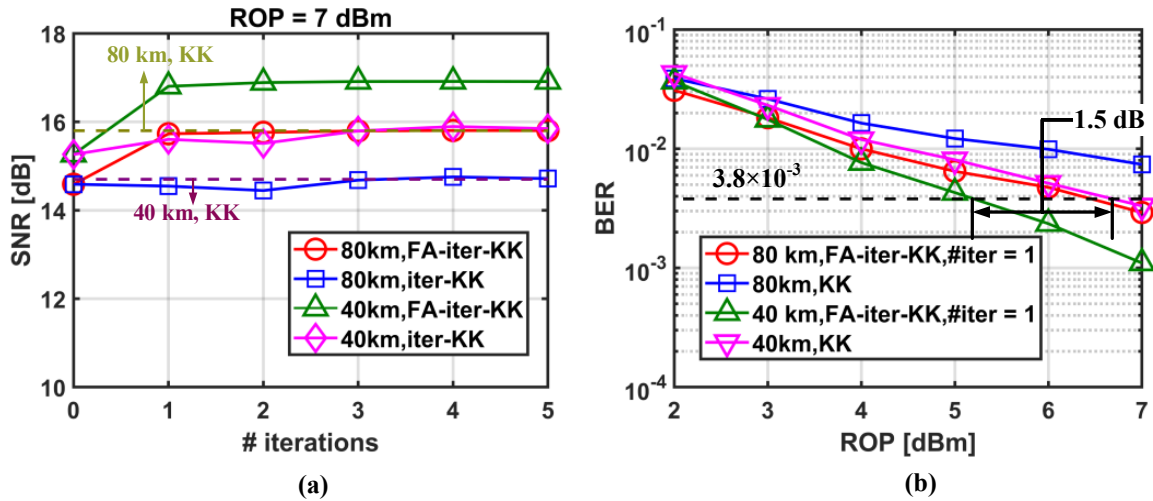 ROP = 7 dBm
18
16
14
12
10
SNR [dB]
80 km, KK
40 km, KK
80km,FA-iter-KK
80km,iter-KK
40km,FA-iter-KK
40km,iter-KK
0 1 2 3 4 5
# iterations
(a)
10⁻¹
10⁻²
10⁻³
10⁻⁴
BER
1.5 dB
3.8×10⁻³
80 km,FA-iter-KK,#iter = 1
80km,KK
40 km,FA-iter-KK,#iter = 1
40km,KK
2 3 4 5 6 7
ROP [dBm]
(b)